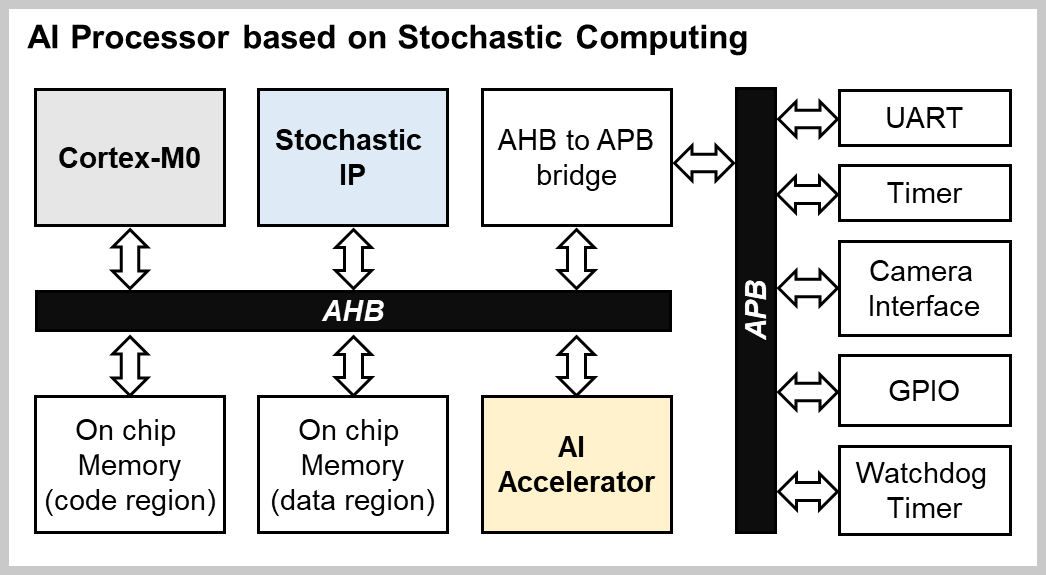 AI Processor based on Stochastic Computing
Cortex-M0
Stochastic
IP
AHB to APB
bridge
AHB
On chip
Memory
(code region)
On chip
Memory
(data region)
AI
Accelerator
APB
UART
Timer
Camera
Interface
GPIO
Watchdog
Timer